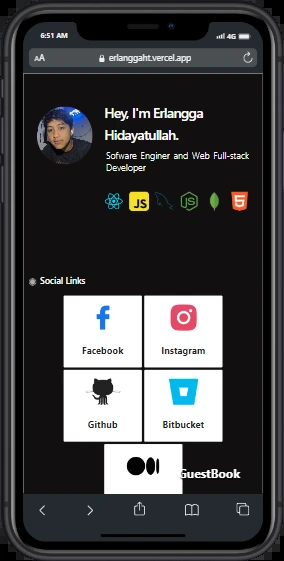 6:51 AM
4G
AA
erlanggaht.vercel.app
Hey, I'm Erlangga
Hidayatullah.
Sofware Enginer and Web Full-stack
Developer
JS
5
Social Links
Facebook
Instagram
Github
Bitbucket
GuestBook